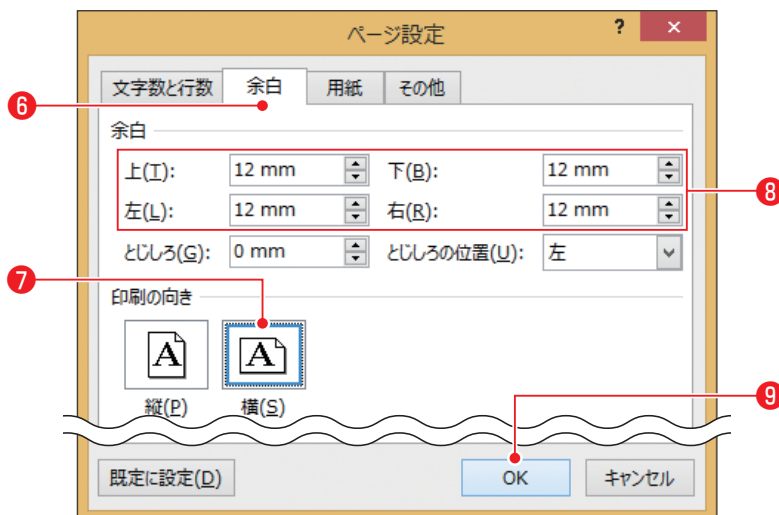 ページ設定 ? ×
文字数と行数 余白 用紙 その他
6
余白
上(T): 12 mm 下(B): 12 mm
8
左(L): 12 mm 右(R): 12 mm
とじしろ(G): 0 mm とじしろの位置(U): 左
7
印刷の向き
A A
縦(P) 横(S)
9
既定に設定(D) OK キャンセル